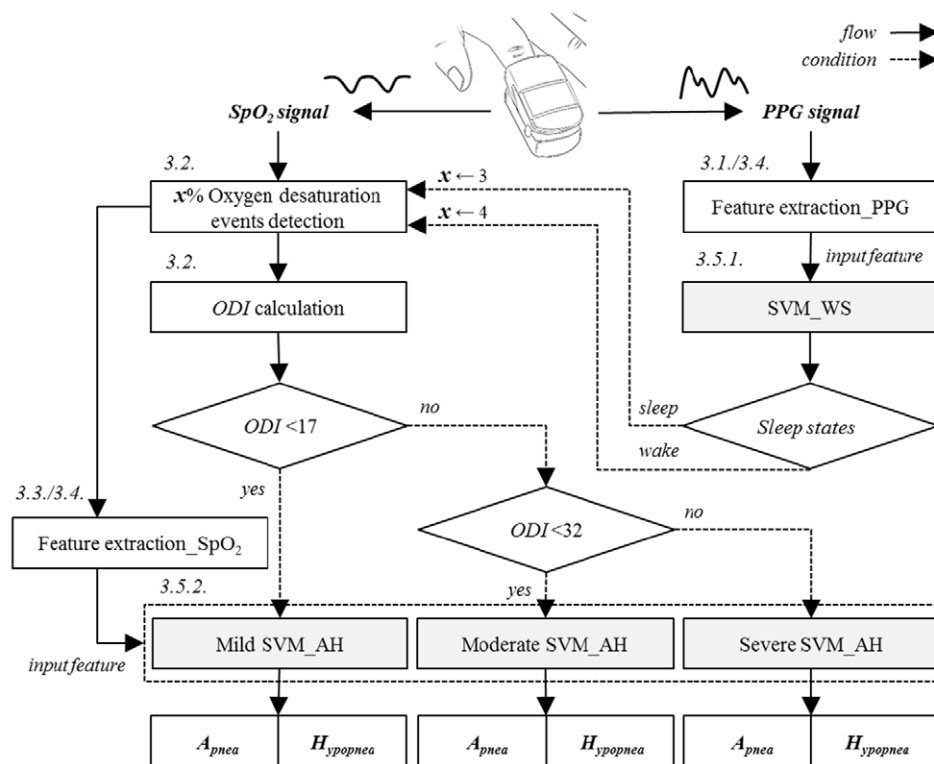 flow
condition
SpO₂ signal
PPG signal
3.2.
x ← 3
3.1./3.4.
x% Oxygen desaturation
events detection
x ← 4
Feature extraction_PPG
3.2.
3.5.1.
input feature
ODI calculation
SVM_WS
ODI <17
no
sleep
Sleep states
wake
yes
3.3./3.4.
ODI <32
no
Feature extraction_SpO₂
3.5.2.
yes
Mild SVM_AH
Moderate SVM_AH
Severe SVM_AH
input feature
Apnea
Hypopnea
Apnea
Hypopnea
Apnea
Hypopnea